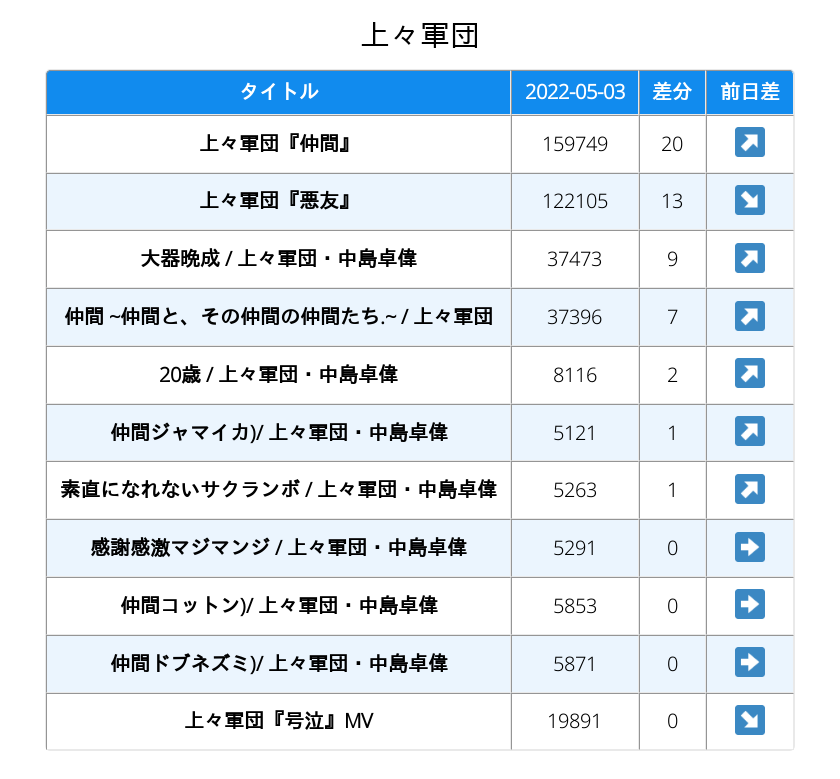 上々軍団
タイトル 2022-05-03 差分 前日差
上々軍団『仲間』 159749 20 ↗
上々軍団『悪友』 122105 13 ↘
大器晩成 / 上々軍団・中島卓偉 37473 9 ↗
仲間 ~仲間と、その仲間の仲間たち.~ / 上々軍団 37396 7 ↗
20歳 / 上々軍団・中島卓偉 8116 2 ↗
仲間ジャマイカ)/ 上々軍団・中島卓偉 5121 1 ↗
素直になれないサクランボ / 上々軍団・中島卓偉 5263 1 ↗
感謝感激マジマンジ / 上々軍団・中島卓偉 5291 0 ➡
仲間コットン)/ 上々軍団・中島卓偉 5853 0 ➡
仲間ドブネズミ)/ 上々軍団・中島卓偉 5871 0 ➡
上々軍団『号泣』MV 19891 0 ↘